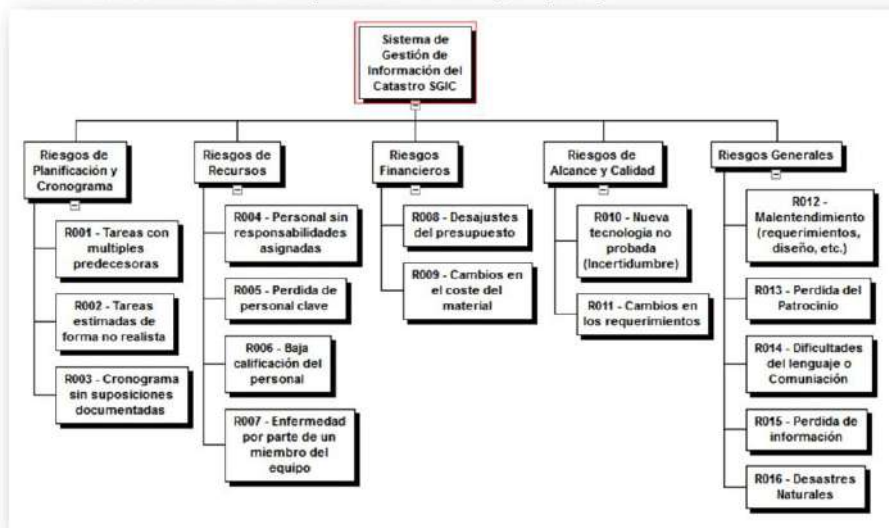 Sistema de
Gestión de
Información del
Catastro SGIC
Riesgos de
Planificación y
Cronograma
R001 - Tareas con
multiples
predecesoras
R002 - Tareas
estimadas de
forma no realista
R003 - Cronograma
sin suposiciones
documentadas
Riesgos de
Recursos
R004 - Personal sin
responsabilidades
asignadas
R005 - Perdida de
personal clave
R006 - Baja
calificación del
personal
R007 - Enfermedad
por parte de un
miembro del
equipo
Riesgos
Financieros
R008 - Desajustes
del presupuesto
R009 - Cambios en
el coste del
material
Riesgos de
Alcance y Calidad
R010 - Nueva
tecnología no
probada
(Incertidumbre)
R011 - Cambios en
los requerimientos
Riesgos Generales
R012 -
Malentendimiento
(requerimientos,
diseño, etc.)
R013 - Perdida del
Patrocinio
R014 - Dificultades
del lenguaje o
Comuniación
R015 - Perdida de
información
R016 - Desastres
Naturales